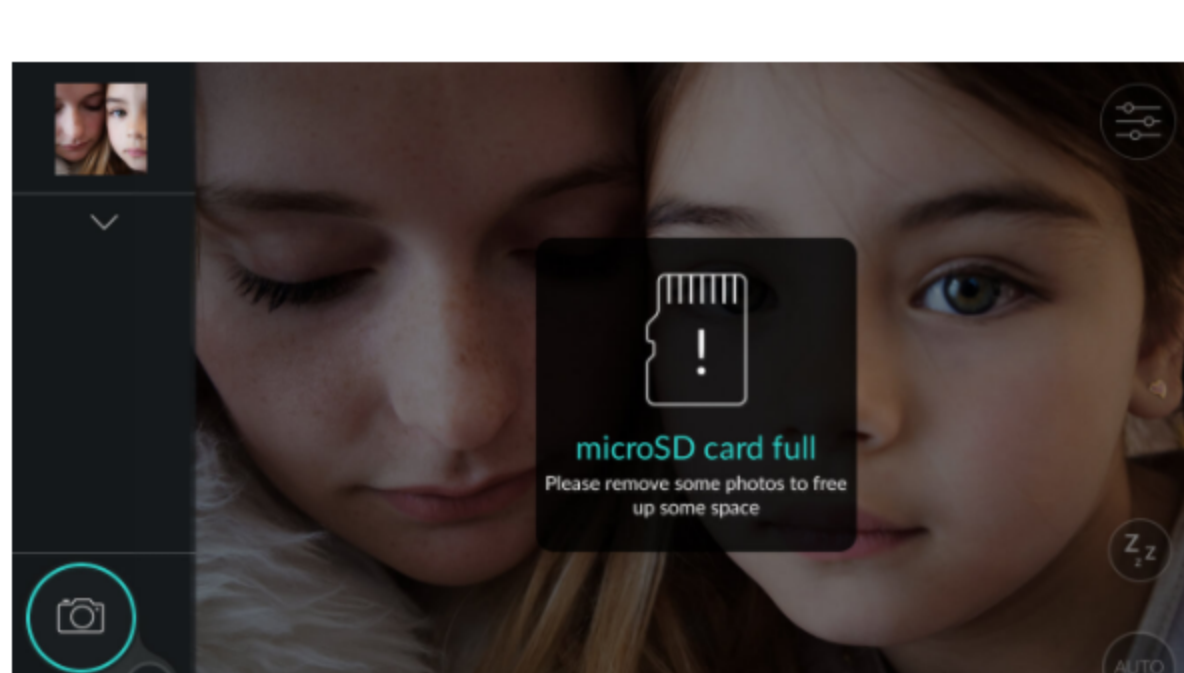 microSD card full
Please remove some photos to free
up some space
Z z Z
AUTO